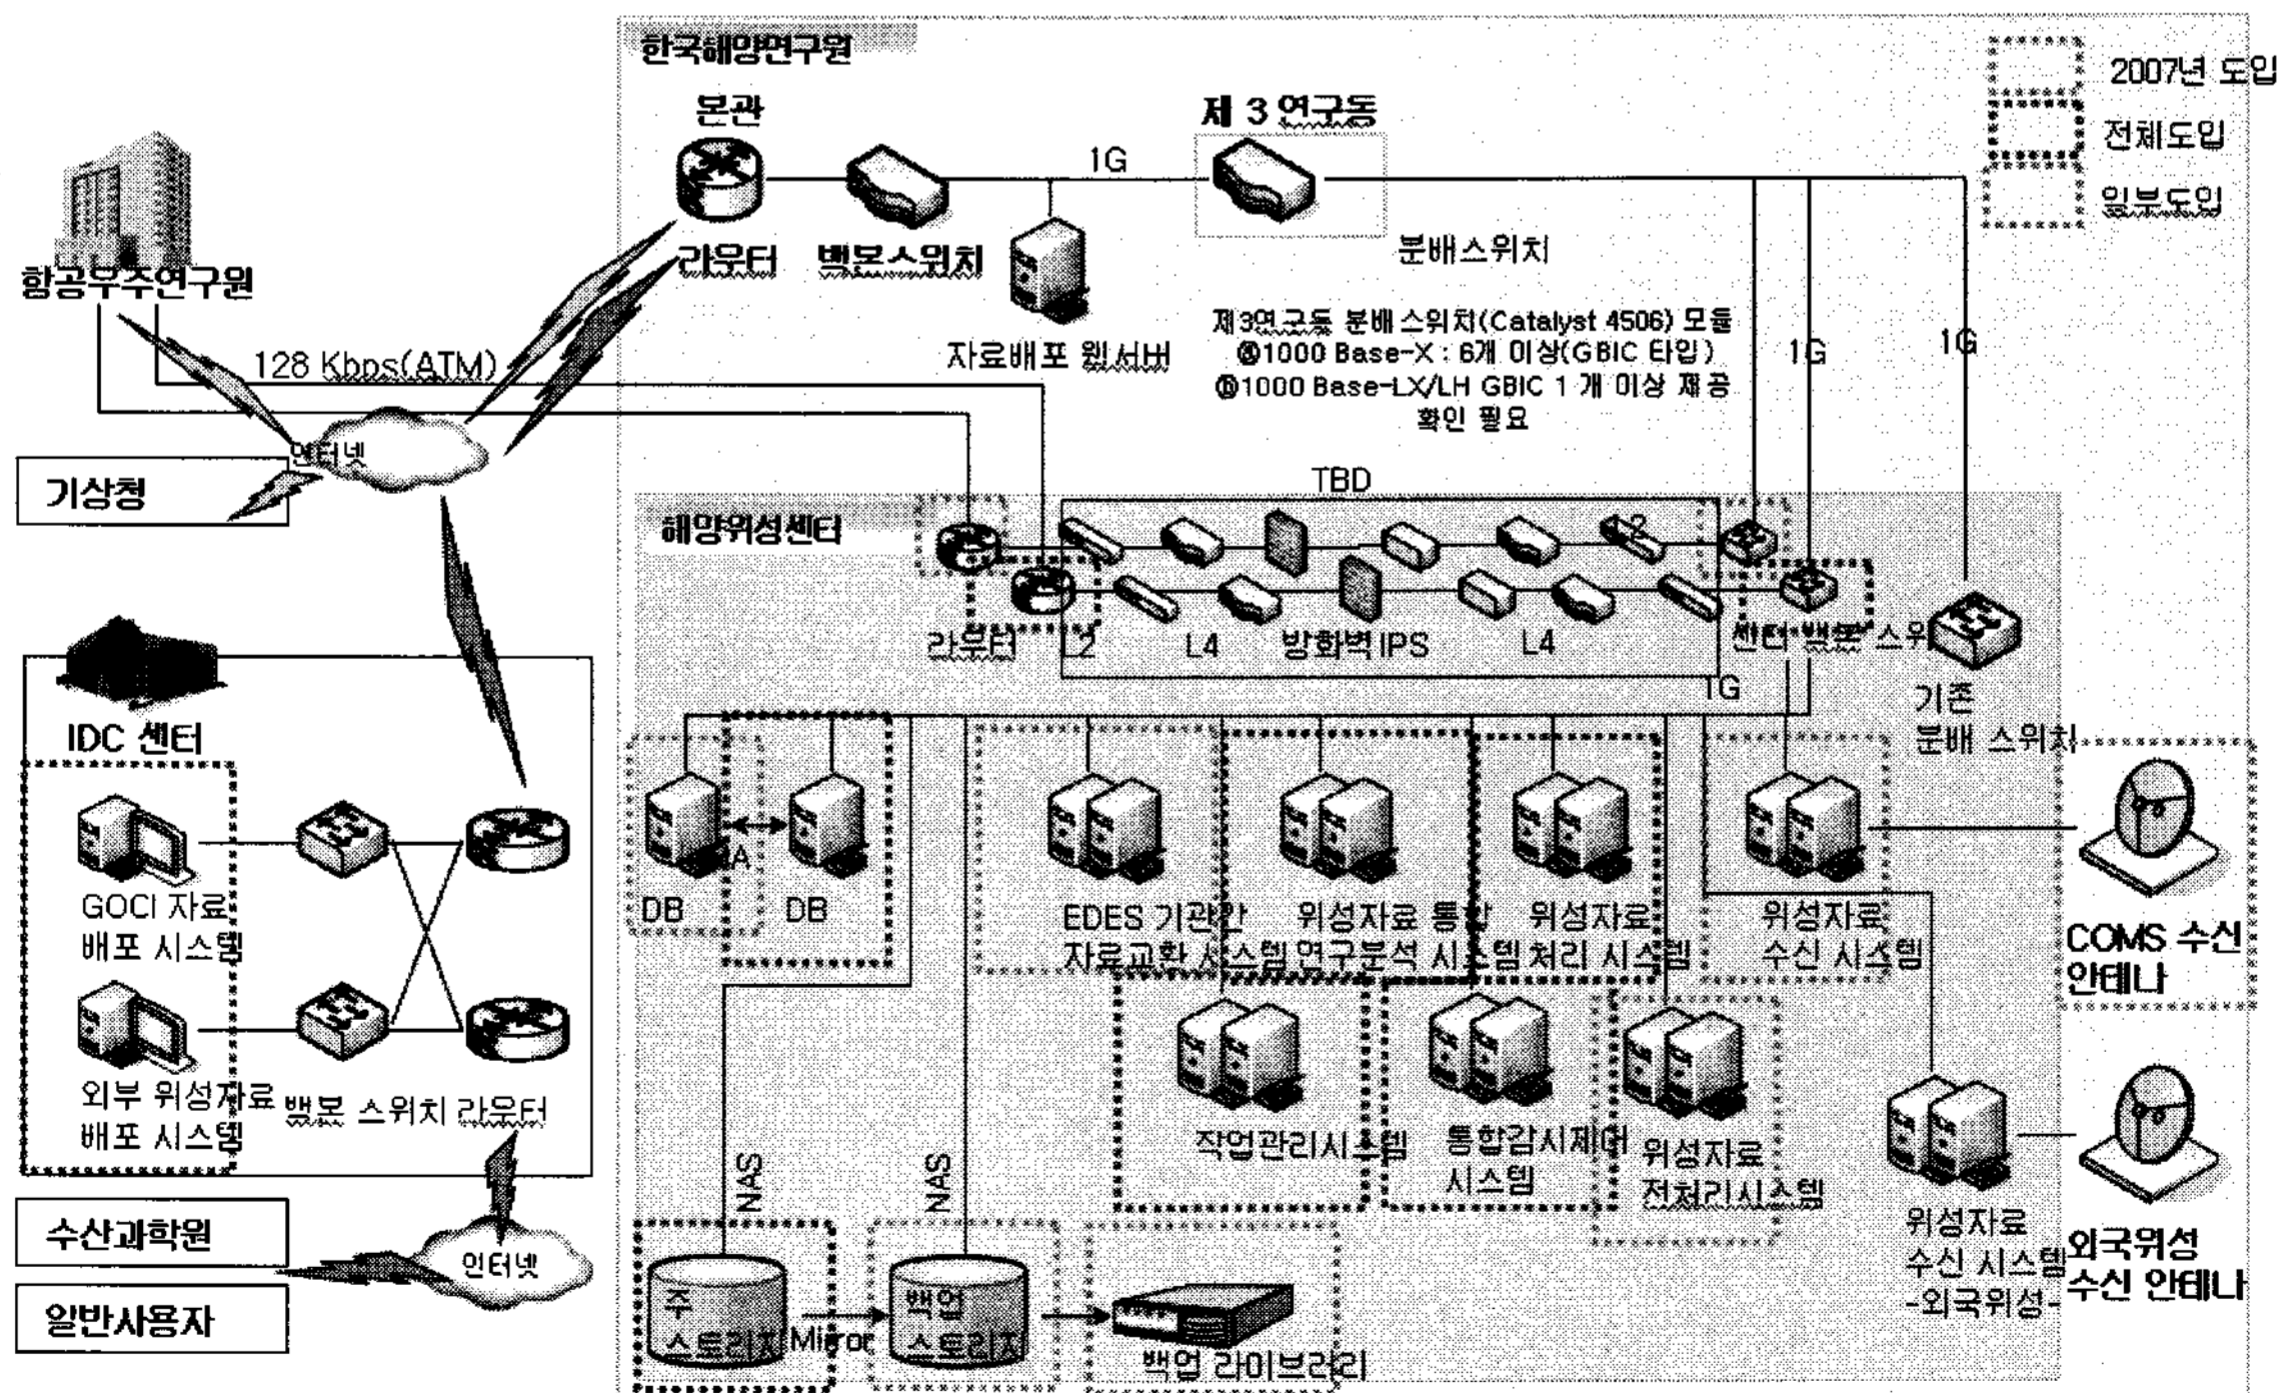 한국해양연구원
2007년 도입
전체도입
일부도입
본관
제 3 연구동
1G
라우터
백본스위치
분배스위치
항공우주연구원
자료배포 웹서버
제3연구동 분배 스위치(Catalyst 4506) 모듈
ⓐ1000 Base-X : 6개 이상(GBIC 타입)
ⓑ1000 Base-LX/LH GBIC 1 개 이상 제공
확인 필요
1G
1G
128 Kbps(ATM)
인터넷
기상청
TBD
해양위성센터
2
라우터
L2
L4
방화벽 IPS
L4
센터 백본 스위
1G
기존
분배 스위치
IDC 센터
GOCI 자료
배포 시스템
외부 위성자료
배포 시스템
백본 스위치
라우터
DB
DB
EDES 기관간
자료교환 시스템
위성자료 통합
연구분석 시스템
위성자료
처리 시스템
위성자료
수신 시스템
COMS 수신
안테나
작업관리시스템
통합감시제어
시스템
위성자료
전처리시스템
위성자료
수신 시스템
-외국위성-
외국위성
수신 안테나
NAS
NAS
수산과학원
일반사용자
인터넷
주
스토리지
Mirror
백업
스토리지
백업 라이브러리